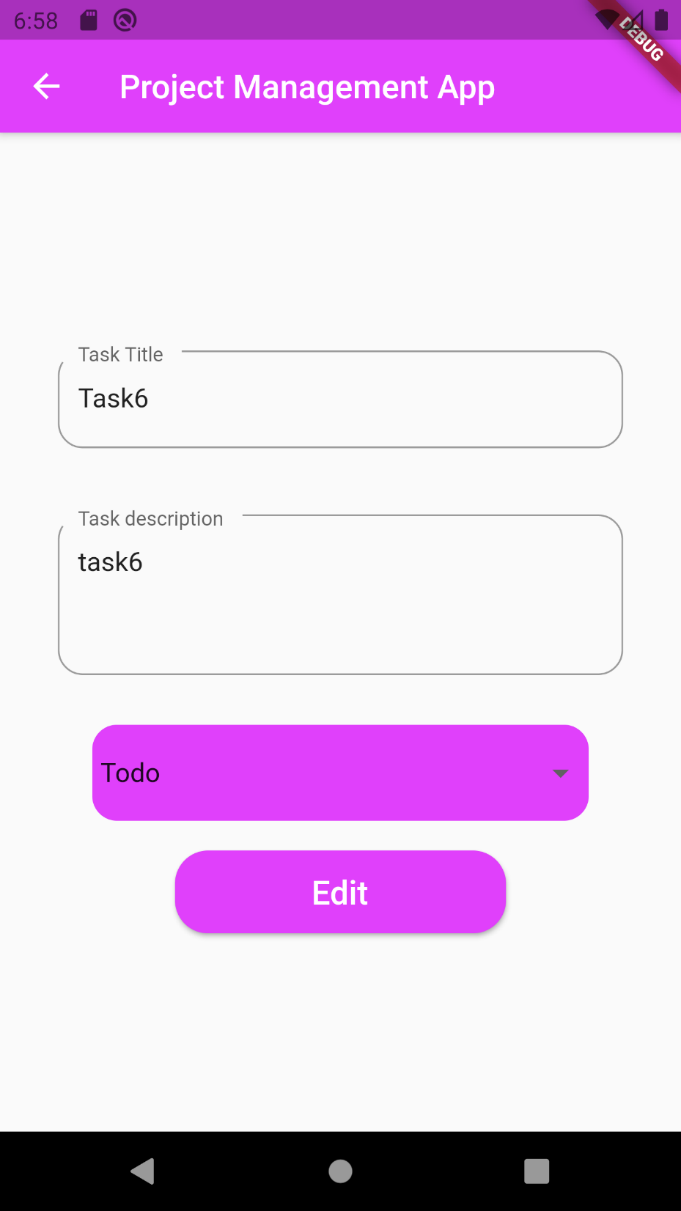 6:58
DEBUG
Project Management App
Task Title
Task6
Task description
task6
Todo
Edit